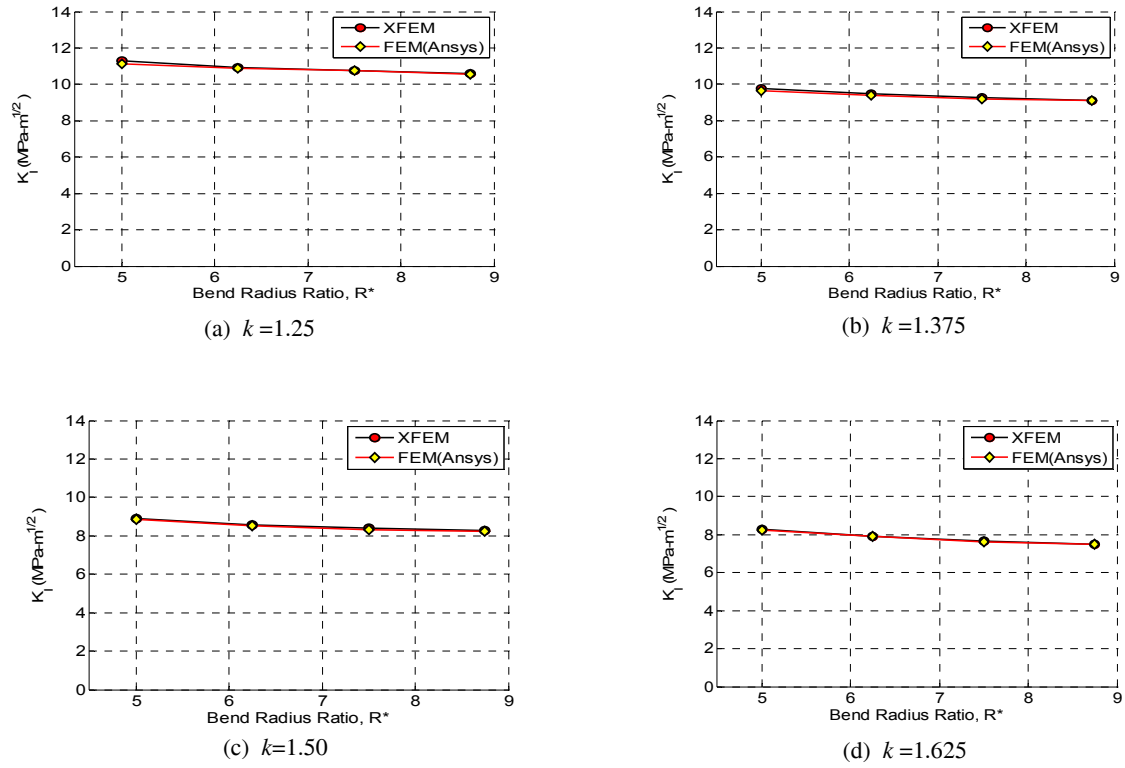 14
12
10
8
6
4
2
0
K_I (MPa-m^1/2)
XFEM
FEM(Ansys)
5 6 7 8 9
Bend Radius Ratio, R*
(a) k =1.25
14
12
10
8
6
4
2
0
K_I (MPa-m^1/2)
XFEM
FEM(Ansys)
5 6 7 8 9
Bend Radius Ratio, R*
(b) k =1.375
14
12
10
8
6
4
2
0
K_I (MPa-m^1/2)
XFEM
FEM(Ansys)
5 6 7 8 9
Bend Radius Ratio, R*
(c) k=1.50
14
12
10
8
6
4
2
0
K_I (MPa-m^1/2)
XFEM
FEM(Ansys)
5 6 7 8 9
Bend Radius Ratio, R*
(d) k =1.625